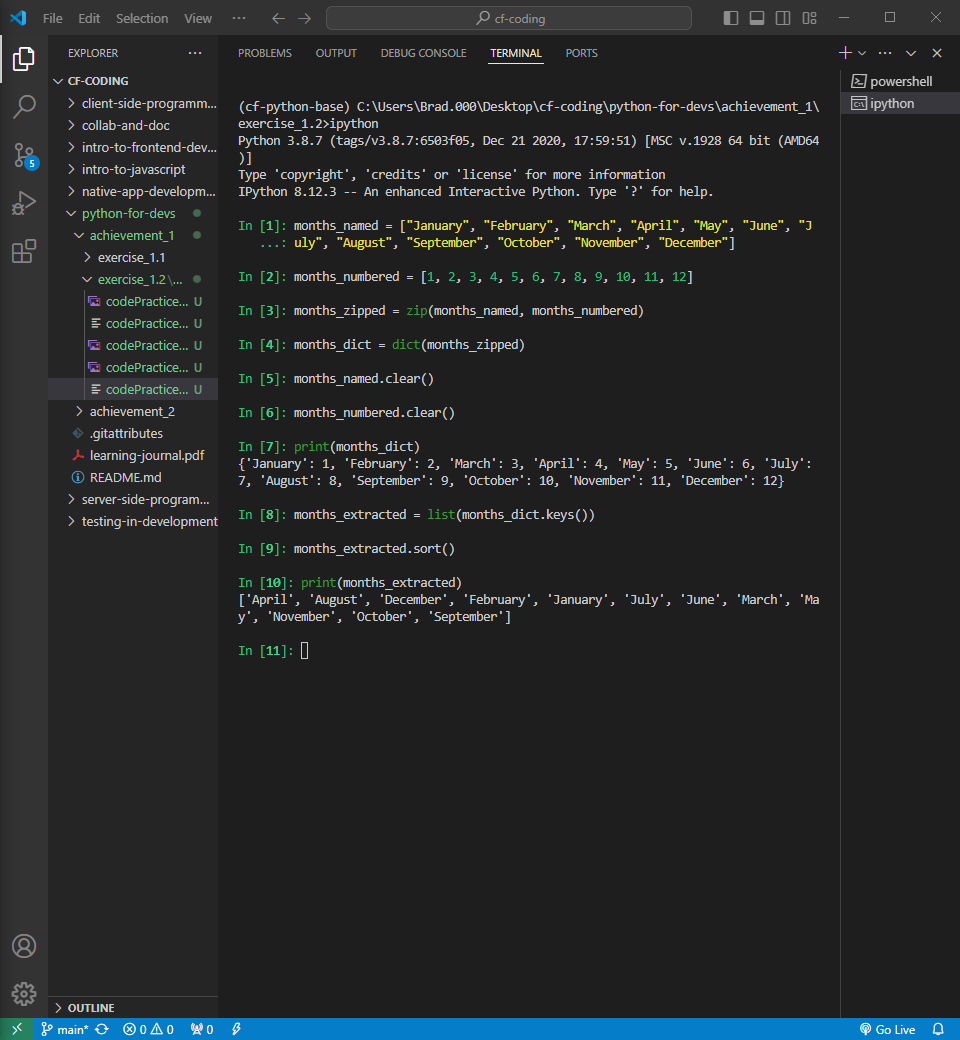 File Edit Selection View ··· cf-coding
EXPLORER ···
CF-CODING
client-side-programm...
collab-and-doc
intro-to-frontend-dev...
intro-to-javascript
native-app-developm...
python-for-devs
achievement_1
exercise_1.1
exercise_1.2 \...
codePractice... U
codePractice... U
codePractice... U
codePractice... U
codePractice... U
achievement_2
.gitattributes
learning-journal.pdf
README.md
server-side-program...
testing-in-development
OUTLINE
5
PROBLEMS OUTPUT DEBUG CONSOLE TERMINAL PORTS
(cf-python-base) C:\Users\Brad.000\Desktop\cf-coding\python-for-devs\achievement_1\
exercise_1.2>ipython
Python 3.8.7 (tags/v3.8.7:6503f05, Dec 21 2020, 17:59:51) [MSC v.1928 64 bit (AMD64
)]
Type 'copyright', 'credits' or 'license' for more information
IPython 8.12.3 -- An enhanced Interactive Python. Type '?' for help.
In [1]: months_named = ["January", "February", "March", "April", "May", "June", "J
...: uly", "August", "September", "October", "November", "December"]
In [2]: months_numbered = [1, 2, 3, 4, 5, 6, 7, 8, 9, 10, 11, 12]
In [3]: months_zipped = zip(months_named, months_numbered)
In [4]: months_dict = dict(months_zipped)
In [5]: months_named.clear()
In [6]: months_numbered.clear()
In [7]: print(months_dict)
{'January': 1, 'February': 2, 'March': 3, 'April': 4, 'May': 5, 'June': 6, 'July':
7, 'August': 8, 'September': 9, 'October': 10, 'November': 11, 'December': 12}
In [8]: months_extracted = list(months_dict.keys())
In [9]: months_extracted.sort()
In [10]: print(months_extracted)
['April', 'August', 'December', 'February', 'January', 'July', 'June', 'March', 'Ma
y', 'November', 'October', 'September']
In [11]:
powershell
ipython
main* 0 0 0 Go Live